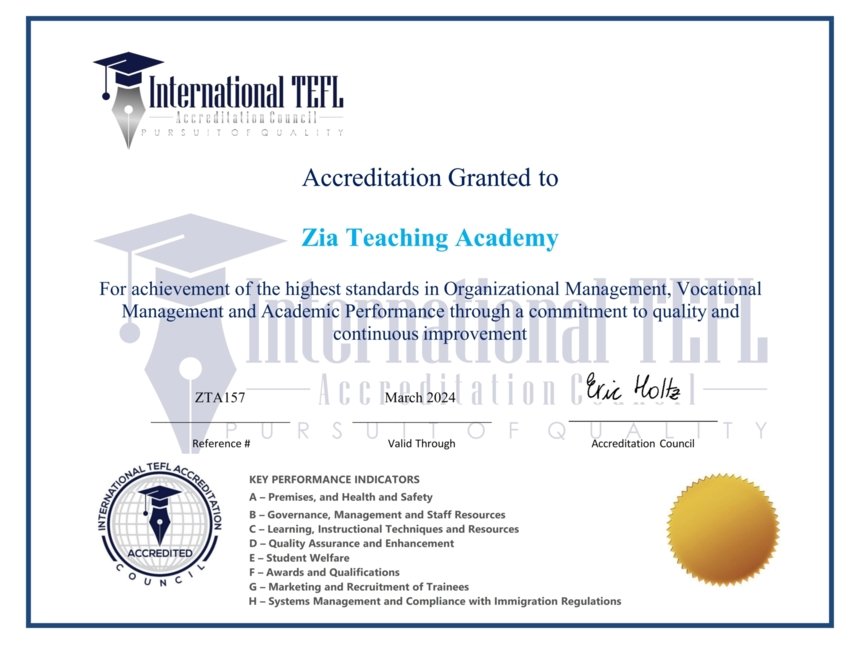 International TEFL
Accreditation Council
PURSUIT OF QUALITY
Accreditation Granted to
Zia Teaching Academy
For achievement of the highest standards in Organizational Management, Vocational
Management and Academic Performance through a commitment to quality and
continuous improvement
International TEFL
Accreditation Council
PURSUIT OF QUALITY
ZTA157
March 2024
Eric Holtz
Reference #
Valid Through
Accreditation Council
INTERNATIONAL TEFL ACCREDITATION
ACCREDITED
COUNCIL
KEY PERFORMANCE INDICATORS
A – Premises, and Health and Safety
B – Governance, Management and Staff Resources
C – Learning, Instructional Techniques and Resources
D – Quality Assurance and Enhancement
E – Student Welfare
F – Awards and Qualifications
G – Marketing and Recruitment of Trainees
H – Systems Management and Compliance with Immigration Regulations